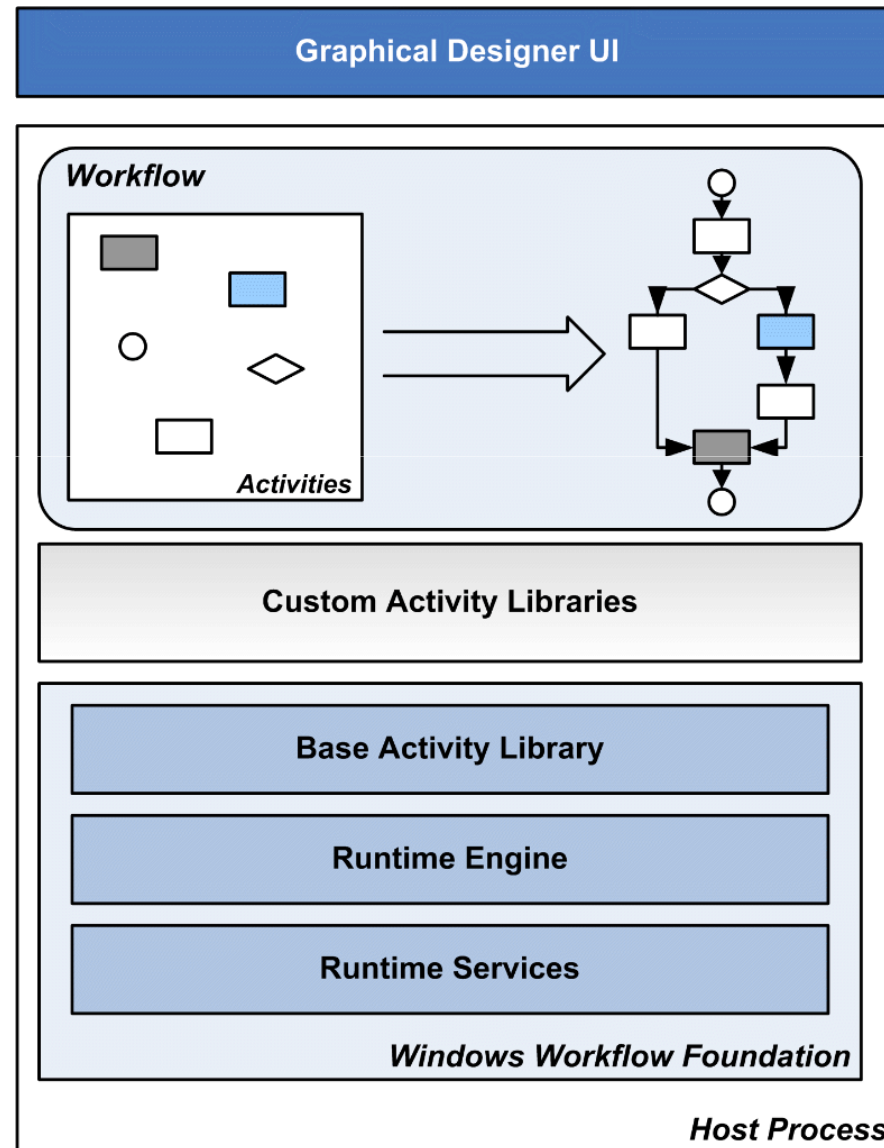 Graphical Designer UI
Workflow
Activities
Custom Activity Libraries
Base Activity Library
Runtime Engine
Runtime Services
Windows Workflow Foundation
Host Process